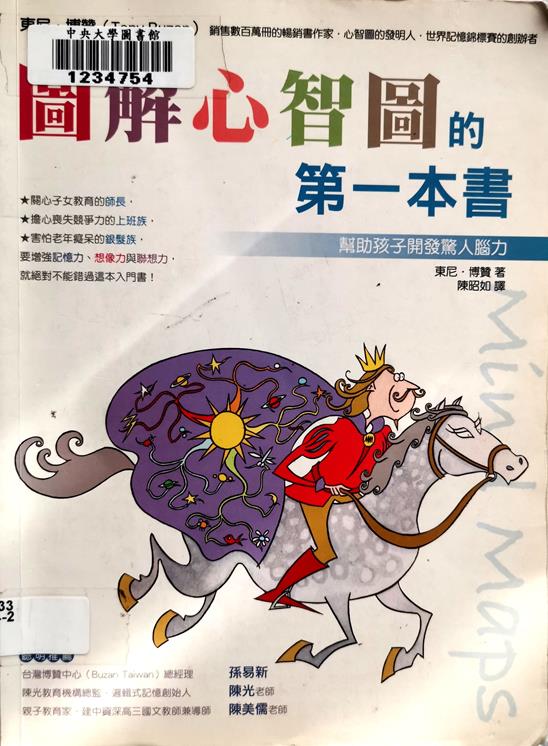 東尼・博贊（Tony Buzan）銷售數百萬冊的暢銷書作家，心智圖的發明人，世界記憶錦標賽的創辦者
中央大學圖書館
1234754
圖解心智圖的
第一本書
★關心子女教育的師長，
★擔心喪失競爭力的上班族，
★害怕老年癡呆的銀髮族，
要增強記憶力、想像力與聯想力，
就絕對不能錯過這本入門書！
幫助孩子開發驚人腦力
東尼・博贊 著
陳昭如 譯
Mind Maps
33
-2
聰明推薦
台灣博贊中心（Buzan Taiwan）總經理 孫易新
陳光教育機構總監、邏輯式記憶創始人 陳光老師
親子教育家、建中資深高三國文教師兼導師 陳美儒老師